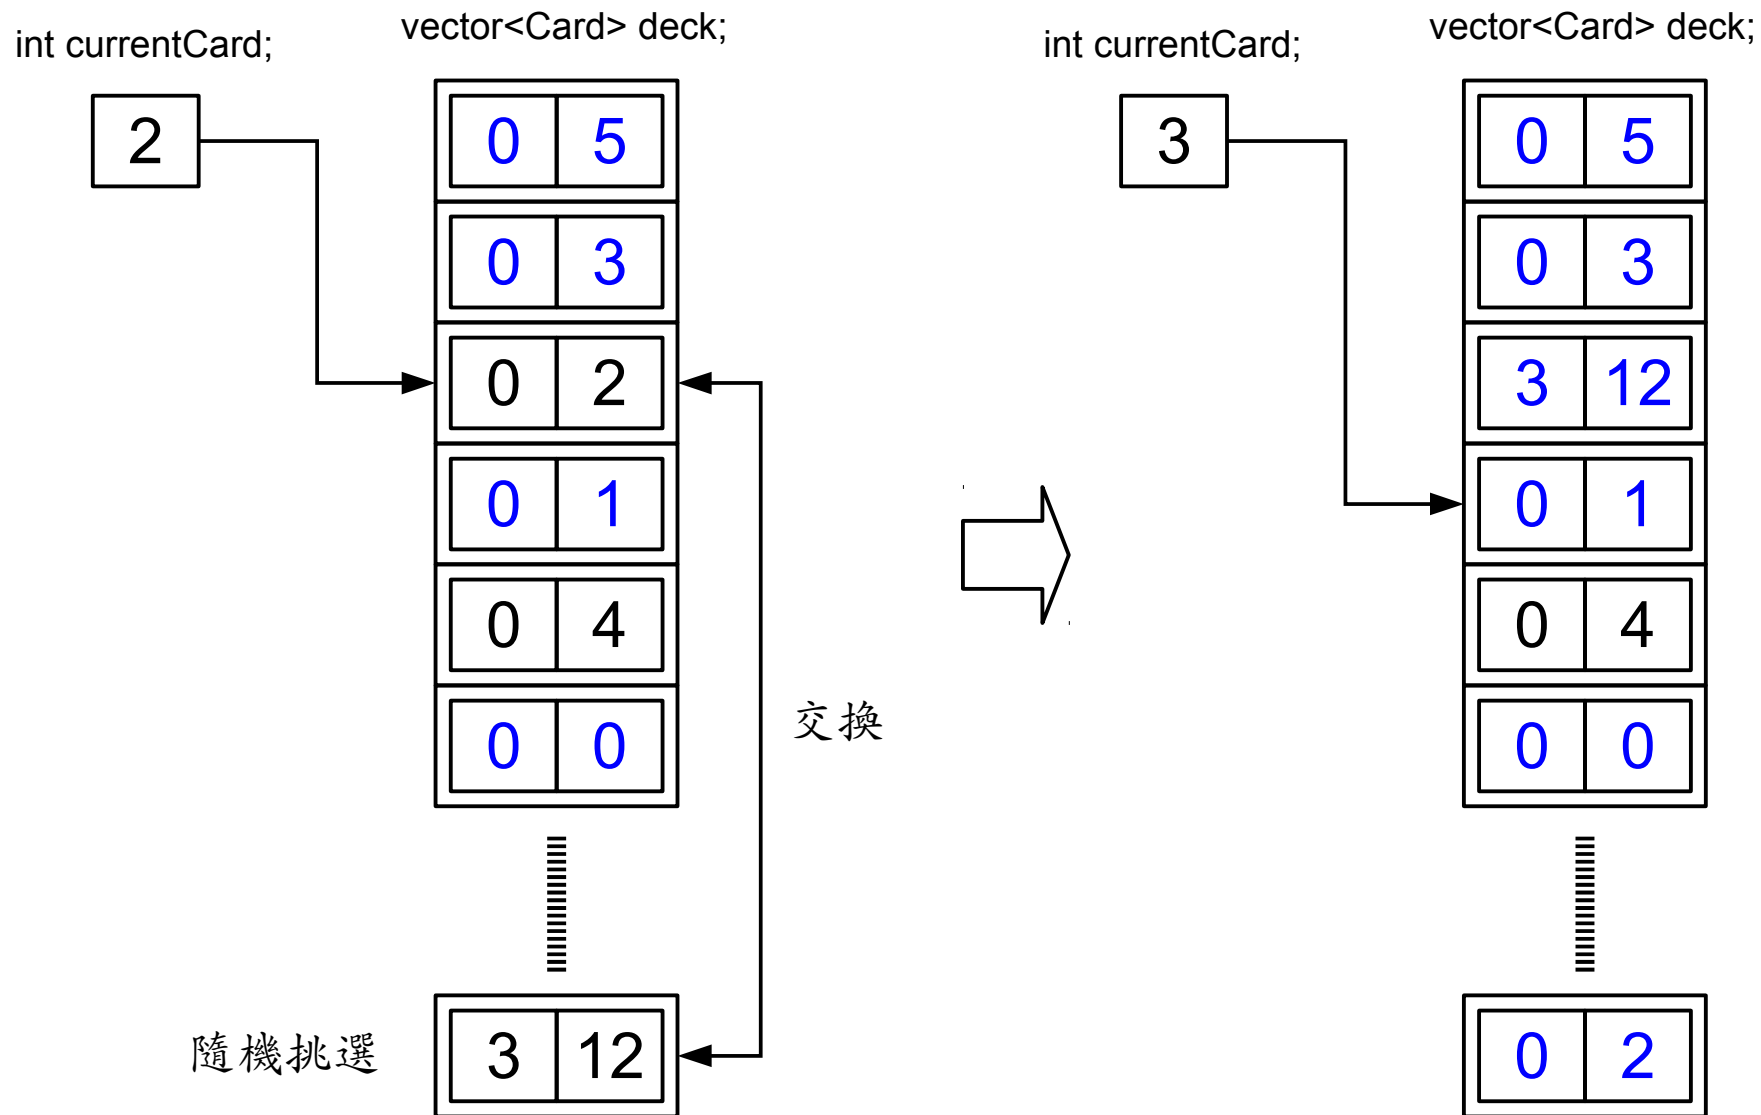 int currentCard;
vector<Card> deck;
2
0 5
0 3
0 2
0 1
0 4
0 0
交換
隨機挑選
3 12
int currentCard;
vector<Card> deck;
3
0 5
0 3
3 12
0 1
0 4
0 0
0 2